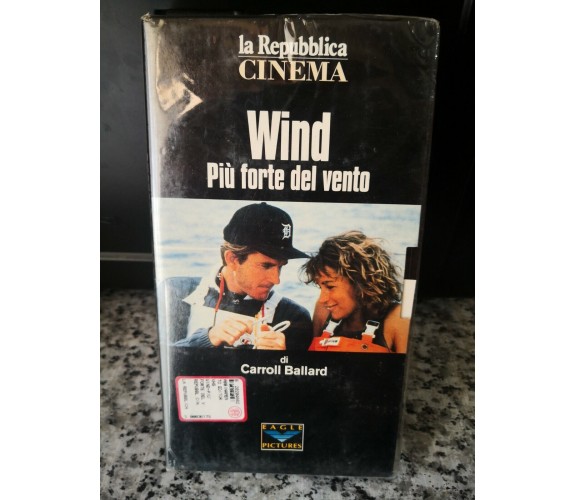 la Repubblica
CINEMA
Wind
Più forte del vento
D
di
Carroll Ballard
EAGLE
PICTURES